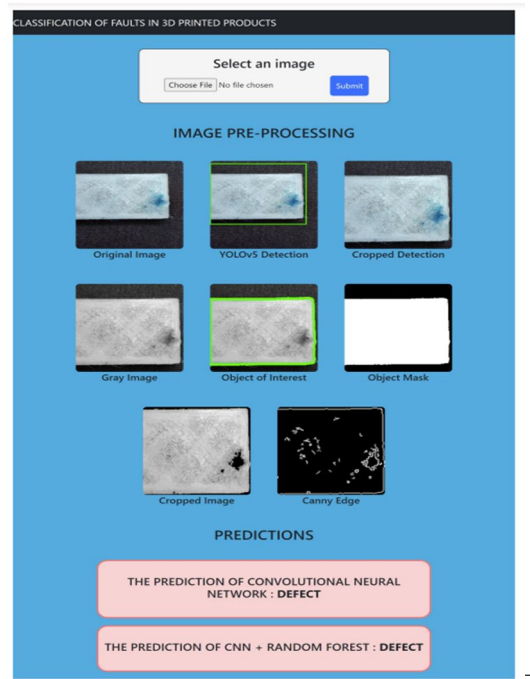 CLASSIFICATION OF FAULTS IN 3D PRINTED PRODUCTS
Select an image
Choose File No file chosen
Submit
IMAGE PRE-PROCESSING
Original Image
YOLOv5 Detection
Cropped Detection
Gray Image
Object of Interest
Object Mask
Cropped Image
Canny Edge
PREDICTIONS
THE PREDICTION OF CONVOLUTIONAL NEURAL
NETWORK : DEFECT
THE PREDICTION OF CNN + RANDOM FOREST : DEFECT